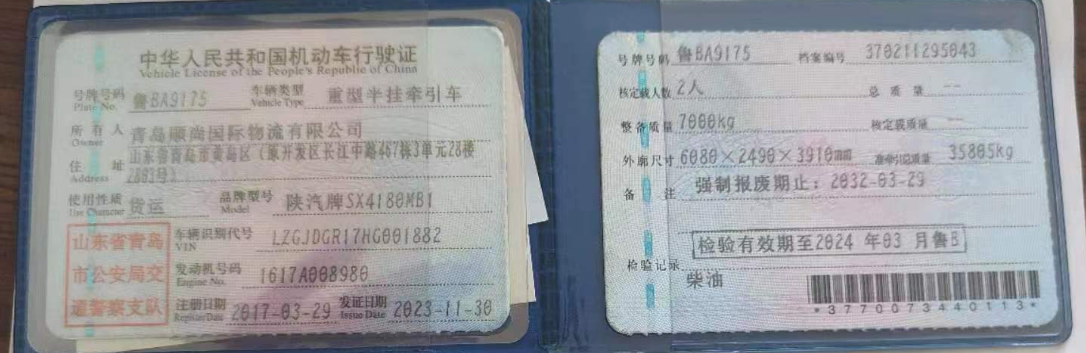 中华人民共和国机动车行驶证
Vehicle License of the People's Republic of China
号牌号码 鲁BA9175 车辆类型 重型半挂牵引车
Plate No. Vehicle Type
所有人 青岛顺尚国际物流有限公司
Owner
住址 山东省青岛市黄岛区(原开发区长江中路467栋3单元28楼
Address 2801号)
使用性质 货运 品牌型号 陕汽牌SX4180MB1
Use Character Model
山东省青岛
市公安局交
通警察支队
车辆识别代号 LZGJDGR17HG001882
VIN
发动机号码 1617A008980
Engine No.
注册日期 2017-03-29 发证日期 2023-11-30
Register Date Issue Date
号牌号码 鲁BA9175 档案编号 370211295043
核定载人数 2人 总质量 --
整备质量 7000kg 核定载质量 --
外廓尺寸 6080×2490×3910mm 准牵引总质量 35805kg
备注 强制报废期止：2032-03-29
检验有效期至2024年03月鲁B
检验记录
柴油
*3770073440113*